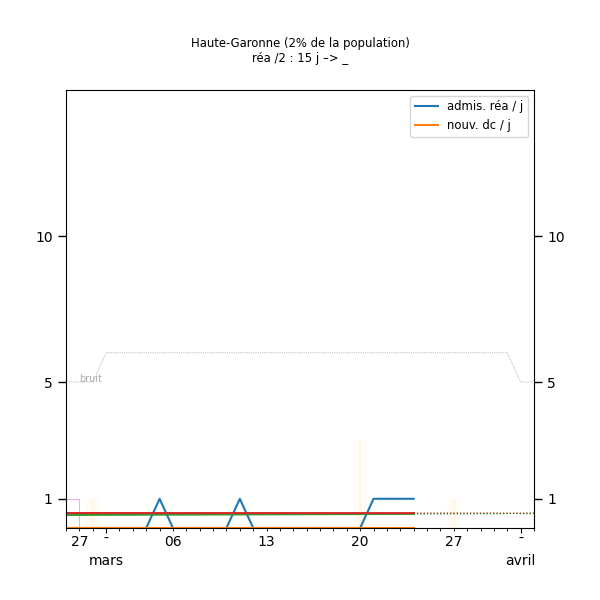 Haute-Garonne (2% de la population)
réa /2 : 15 j –> _
admis. réa / j
nouv. dc / j
10 10
5 5
bruit
1 1
27 - 06 13 20 27 -
mars avril